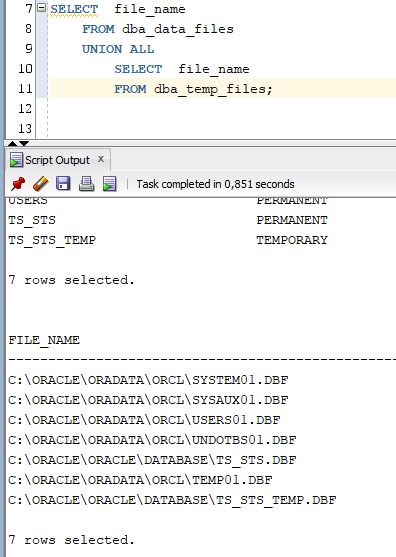 7 SELECT file_name
8 FROM dba_data_files
9 UNION ALL
10 SELECT file_name
11 FROM dba_temp_files;
12
13
Script Output x
Task completed in 0,851 seconds
USERS PERMANENT
TS_STS PERMANENT
TS_STS_TEMP TEMPORARY
7 rows selected.
FILE_NAME
--------------------------------------------------
C:\ORACLE\ORADATA\ORCL\SYSTEM01.DBF
C:\ORACLE\ORADATA\ORCL\SYSAUX01.DBF
C:\ORACLE\ORADATA\ORCL\USERS01.DBF
C:\ORACLE\ORADATA\ORCL\UNDOTBS01.DBF
C:\ORACLE\ORACLE\DATABASE\TS_STS.DBF
C:\ORACLE\ORADATA\ORCL\TEMP01.DBF
C:\ORACLE\ORACLE\DATABASE\TS_STS_TEMP.DBF
7 rows selected.